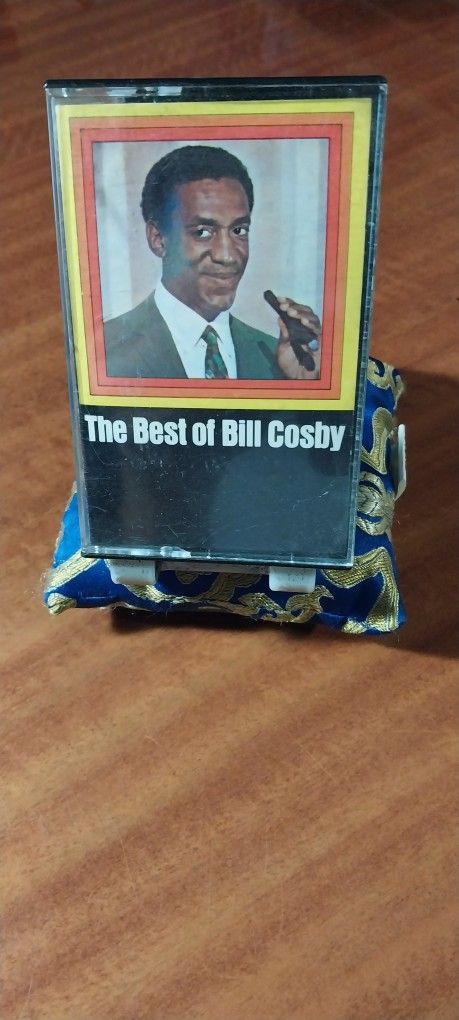 The Best of Bill Cosby